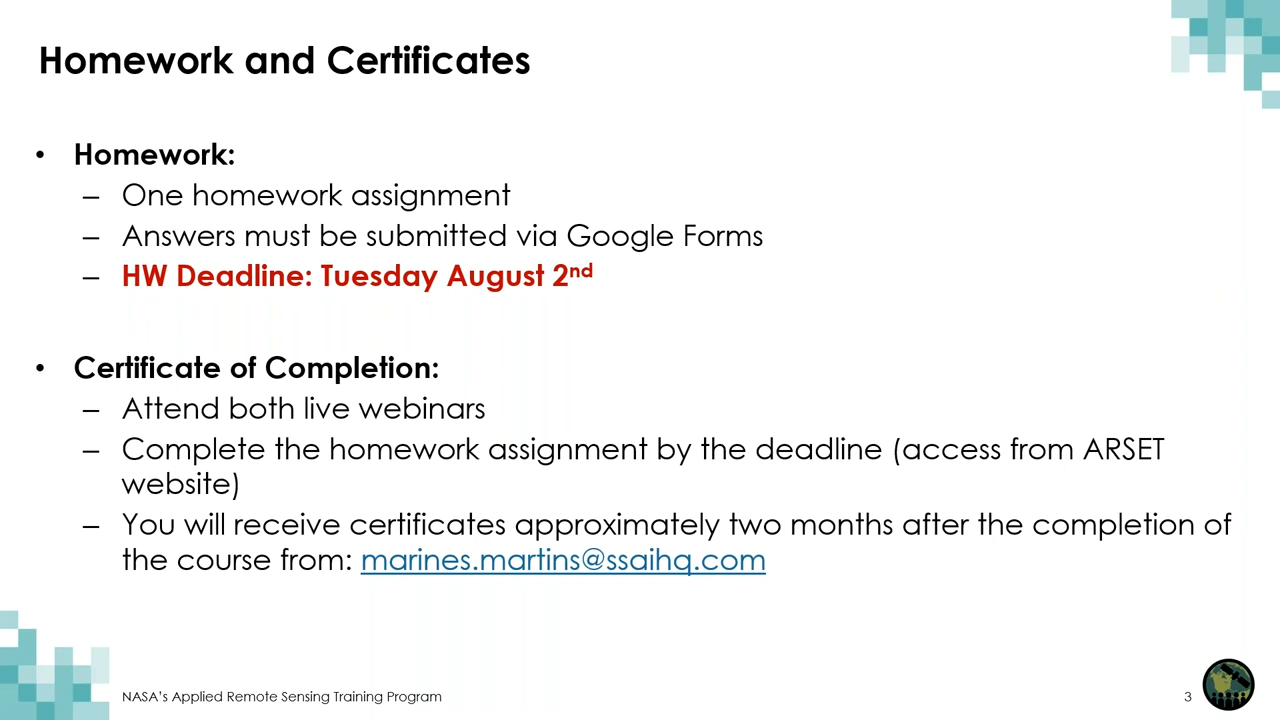 Homework and Certificates
• Homework:
– One homework assignment
– Answers must be submitted via Google Forms
– HW Deadline: Tuesday August 2nd
• Certificate of Completion:
– Attend both live webinars
– Complete the homework assignment by the deadline (access from ARSET
website)
– You will receive certificates approximately two months after the completion of
the course from: marines.martins@ssaihq.com
NASA's Applied Remote Sensing Training Program
3